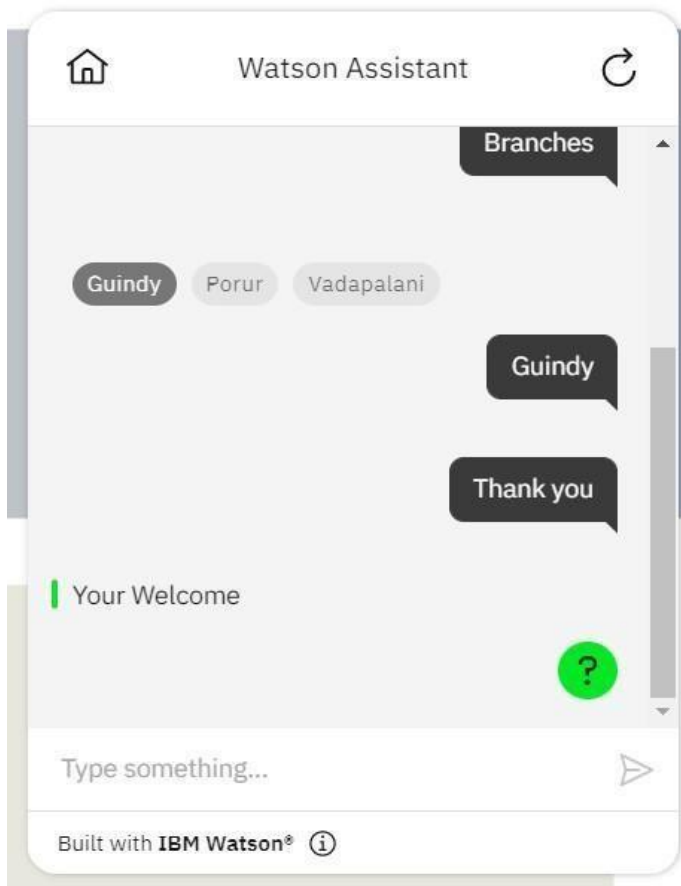 Watson Assistant
Branches
Guindy Porur Vadapalani
Guindy
Thank you
Your Welcome
?
Type something...
Built with IBM Watson®